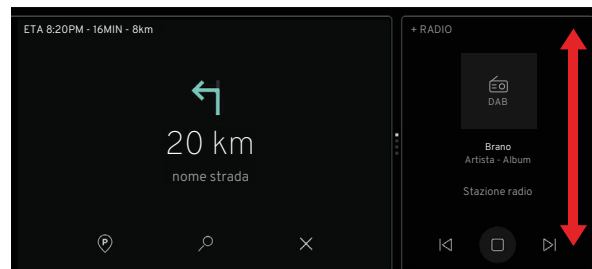 ETA 8:20PM - 16MIN - 8km
20 km
nome strada
P
+ RADIO
DAB
Brano
Artista - Album
Stazione radio